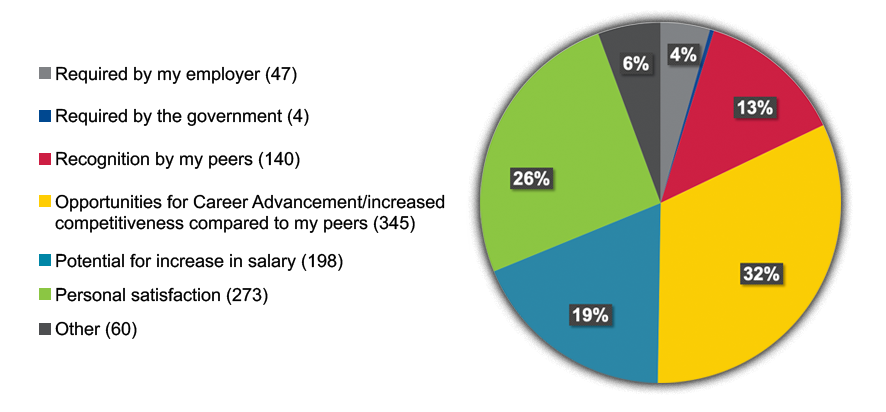 Required by my employer (47)
Required by the government (4)
Recognition by my peers (140)
Opportunities for Career Advancement/increased
competitiveness compared to my peers (345)
Potential for increase in salary (198)
Personal satisfaction (273)
Other (60)
6%
4%
13%
26%
32%
19%